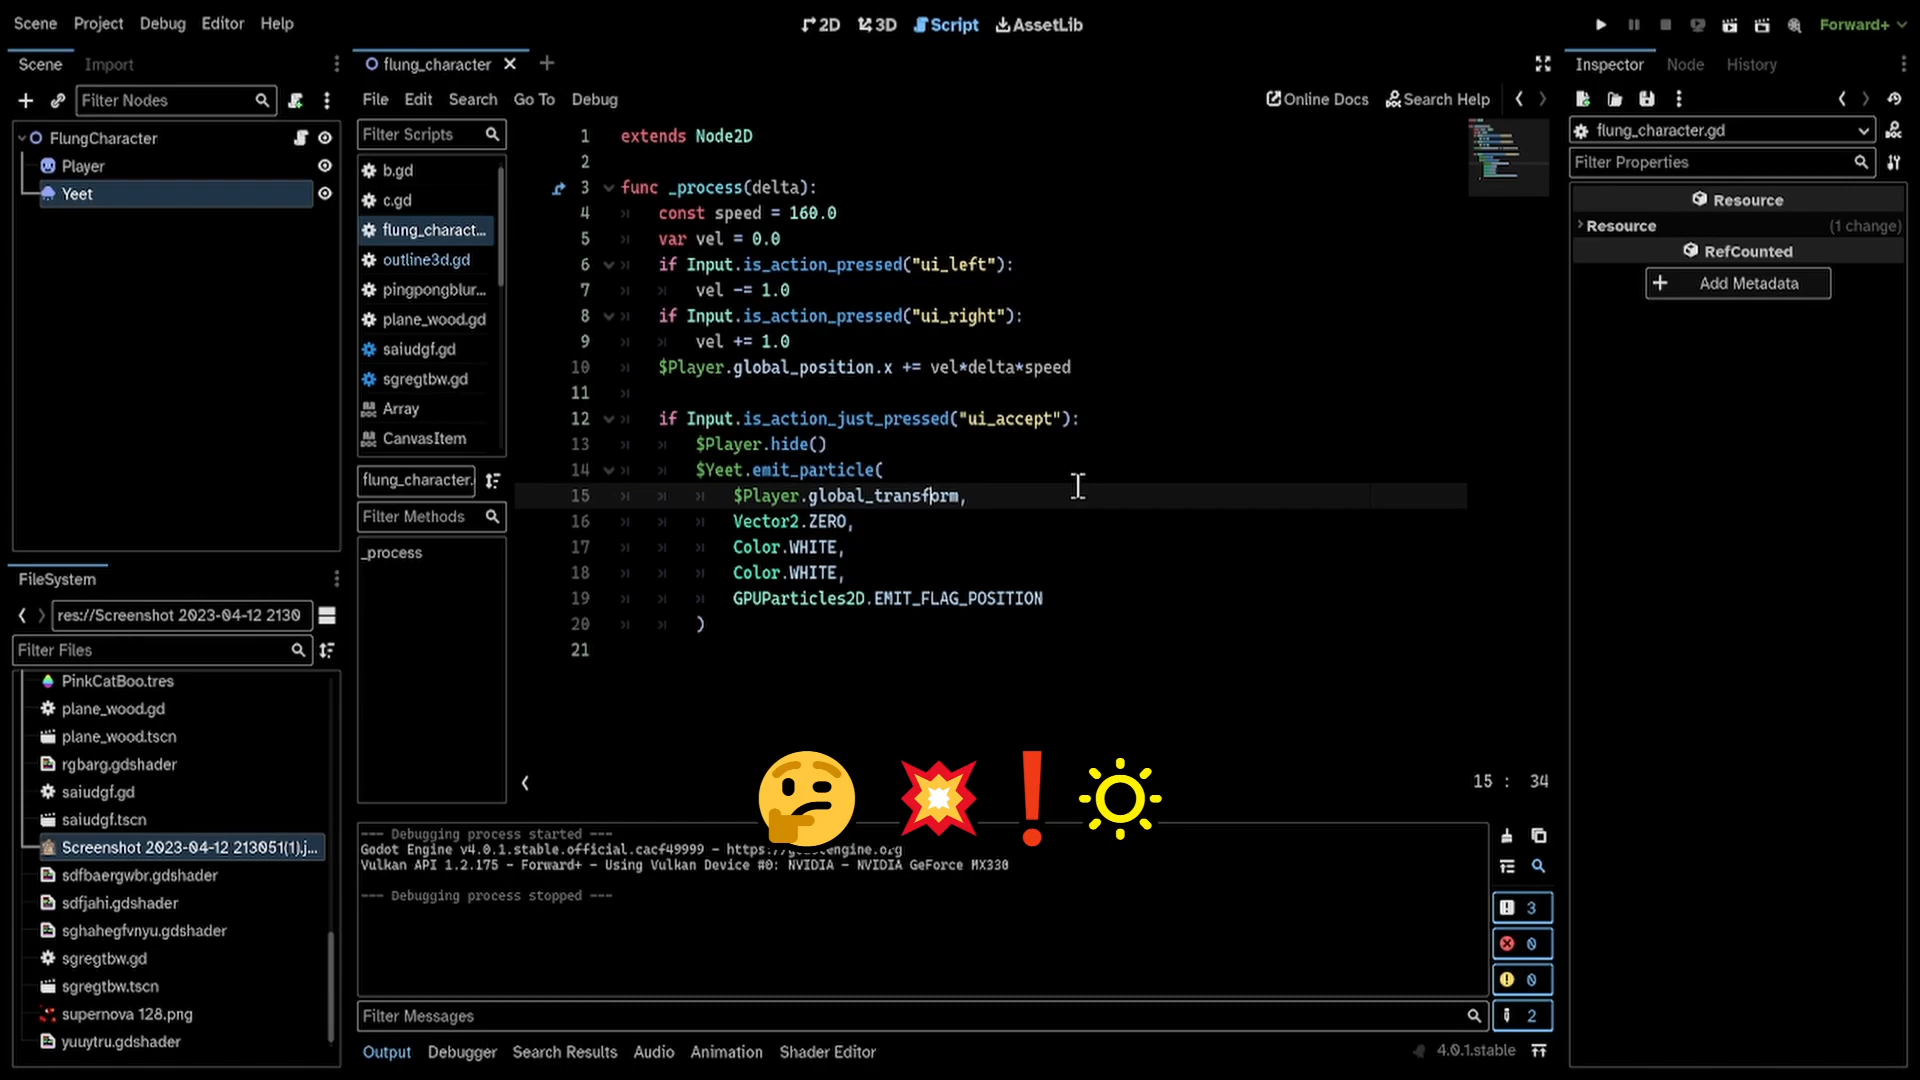 Scene Project Debug Editor Help
2D 3D Script AssetLib
Forward+
Scene Import
Filter Nodes
FlungCharacter
Player
Yeet
FileSystem
res://Screenshot 2023-04-12 2130
Filter Files
PinkCatBoo.tres
plane_wood.gd
plane_wood.tscn
rgbarg.gdshader
saiudgf.gd
saiudgf.tscn
Screenshot 2023-04-12 213051(1).j...
sdfbaergwbr.gdshader
sdfjahi.gdshader
sghahegfvnyu.gdshader
sgregtbw.gd
sgregtbw.tscn
supernova 128.png
yuuytru.gdshader
flung_character
File Edit Search Go To Debug
Online Docs Search Help
Filter Scripts
b.gd
c.gd
flung_charact...
outline3d.gd
pingpongblur...
plane_wood.gd
saiudgf.gd
sgregtbw.gd
Array
CanvasItem
flung_character.
Filter Methods
_process
1 extends Node2D
2
3 func _process(delta):
4 const speed = 160.0
5 var vel = 0.0
6 if Input.is_action_pressed("ui_left"):
7 vel -= 1.0
8 if Input.is_action_pressed("ui_right"):
9 vel += 1.0
10 $Player.global_position.x += vel*delta*speed
11
12 if Input.is_action_just_pressed("ui_accept"):
13 $Player.hide()
14 $Yeet.emit_particle(
15 $Player.global_transform,
16 Vector2.ZERO,
17 Color.WHITE,
18 Color.WHITE,
19 GPUParticles2D.EMIT_FLAG_POSITION
20 )
21
15 : 34
--- Debugging process started ---
Godot Engine v4.0.1.stable.official.cacf49999 - https://godotengine.org
Vulkan API 1.2.175 - Forward+ - Using Vulkan Device #0: NVIDIA - NVIDIA GeForce MX330
--- Debugging process stopped ---
3
0
0
2
Filter Messages
Output Debugger Search Results Audio Animation Shader Editor
4.0.1.stable
Inspector Node History
flung_character.gd
Filter Properties
Resource
Resource (1 change)
RefCounted
Add Metadata